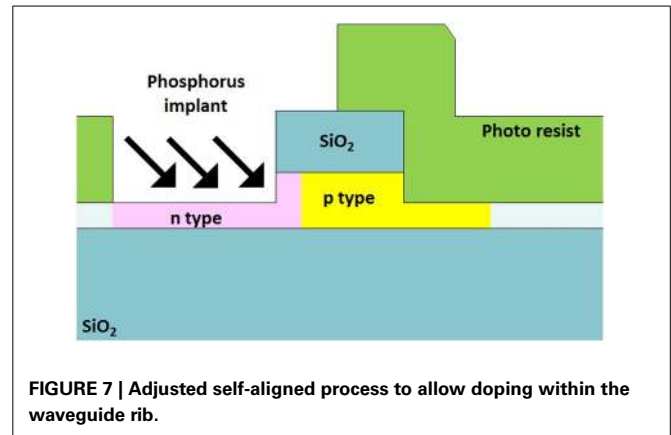 Phosphorus
implant
SiO₂
Photo resist
p type
n type
SiO₂
FIGURE 7 | Adjusted self-aligned process to allow doping within the
waveguide rib.